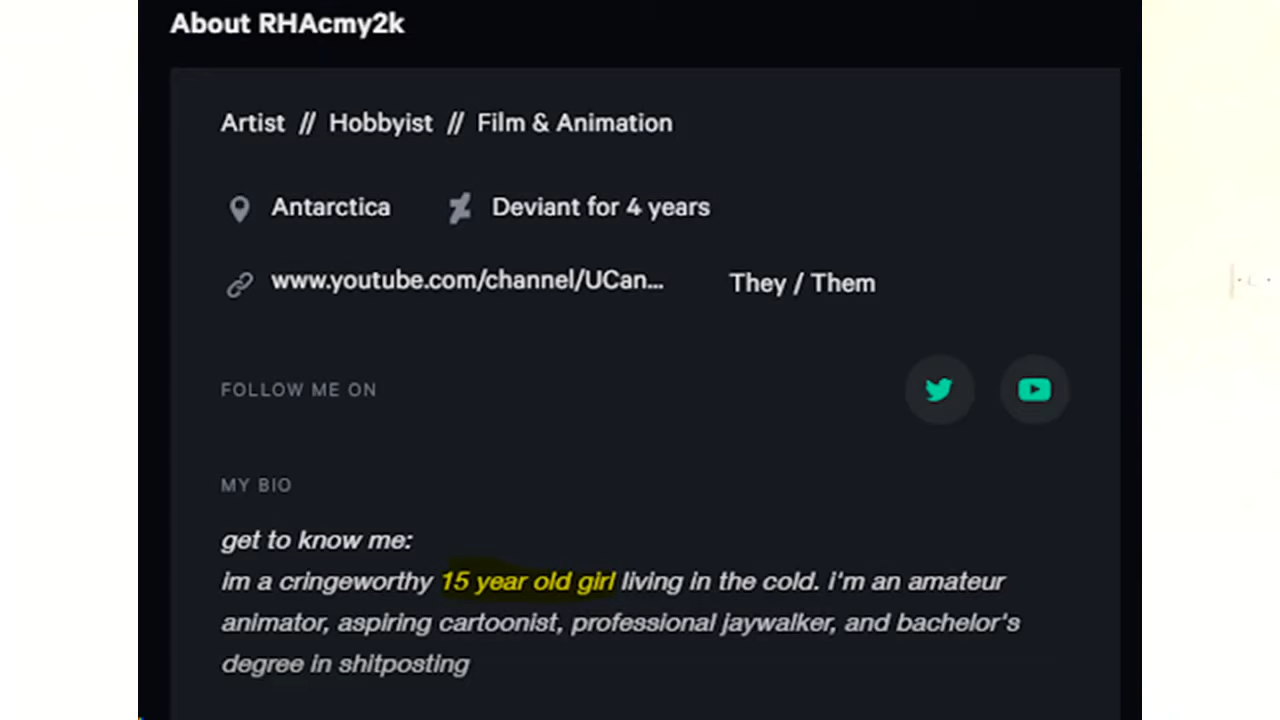 About RHAcmy2k
Artist // Hobbyist // Film & Animation
Antarctica Deviant for 4 years
www.youtube.com/channel/UCan... They / Them
FOLLOW ME ON
MY BIO
get to know me:
im a cringeworthy 15 year old girl living in the cold. i'm an amateur
animator, aspiring cartoonist, professional jaywalker, and bachelor's
degree in shitposting